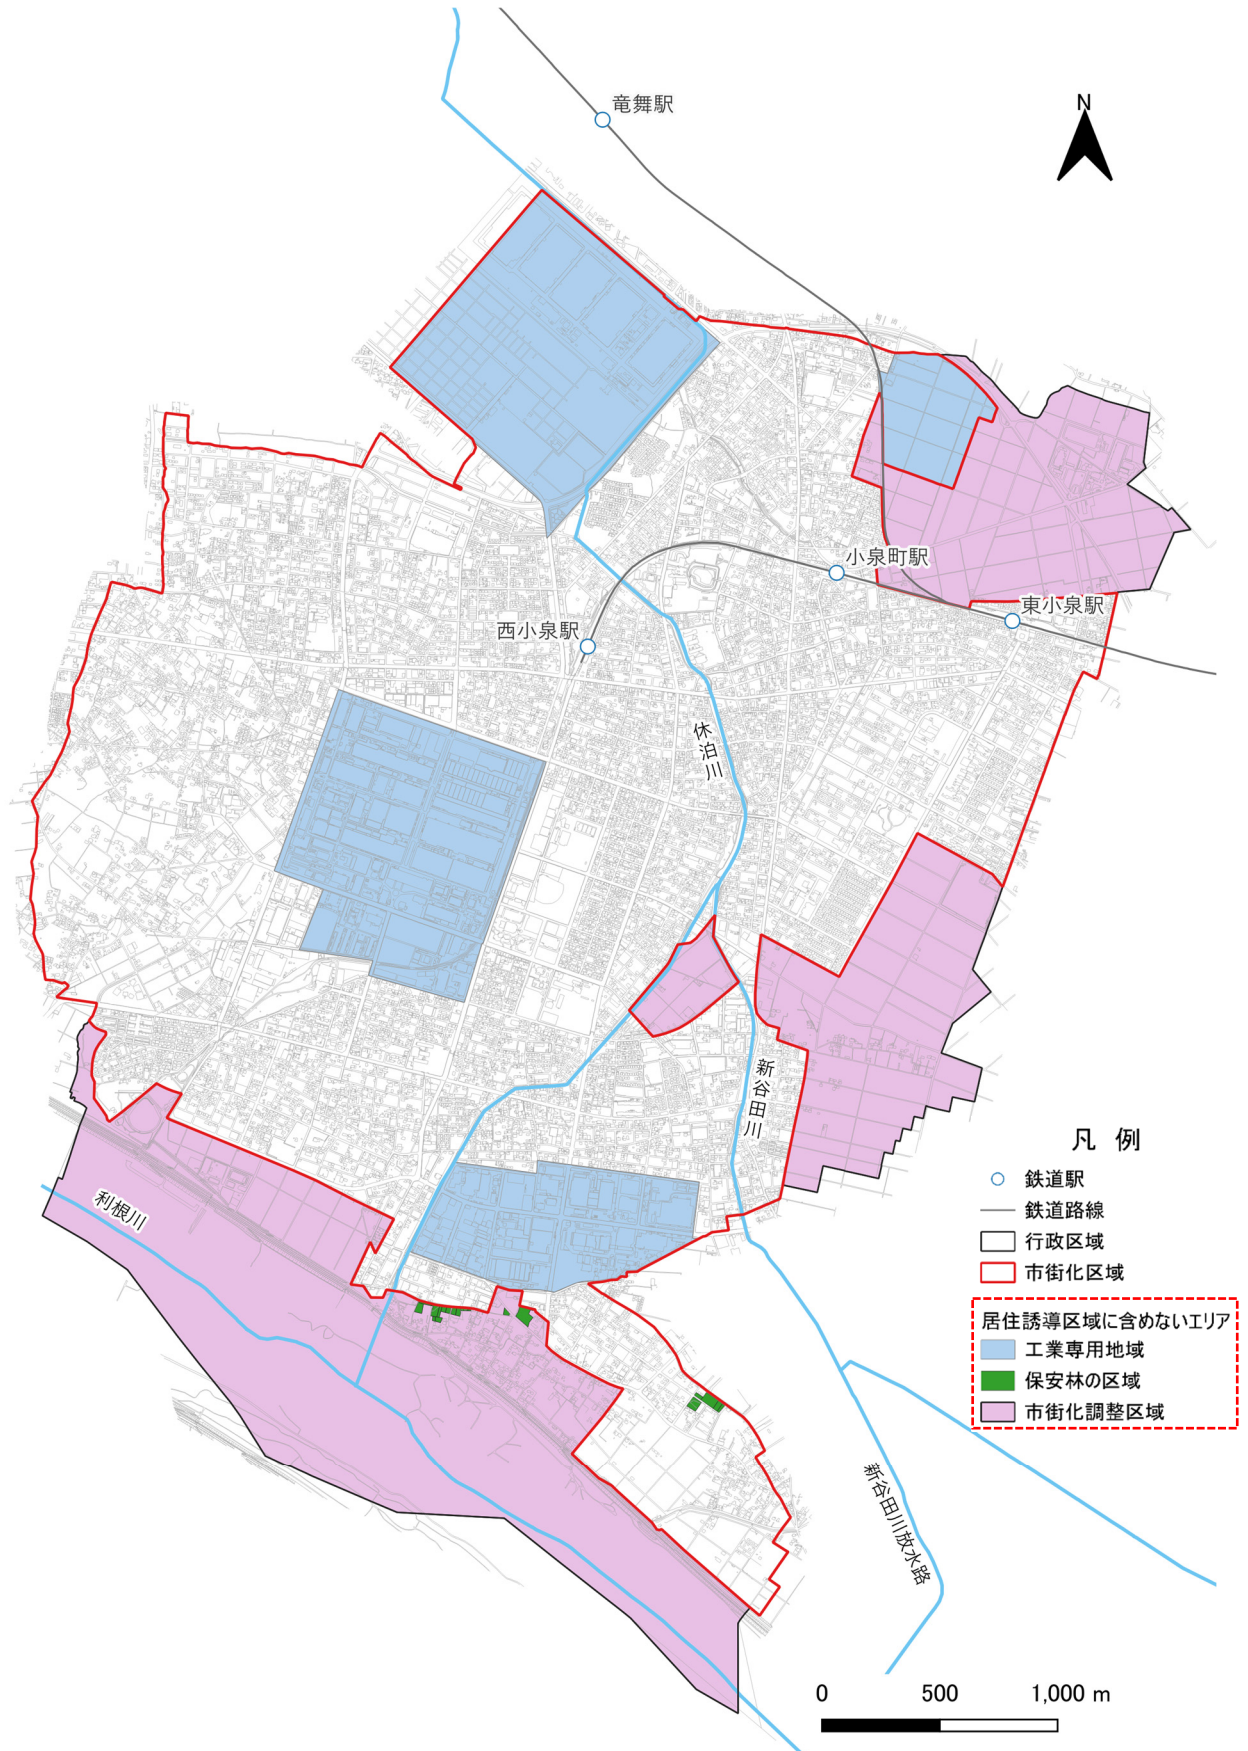 竜舞駅
N
小泉町駅
東小泉駅
西小泉駅
休泊川
新谷田川
利根川
新谷田川放水路
凡 例
鉄道駅
鉄道路線
行政区域
市街化区域
居住誘導区域に含めないエリア
工業専用地域
保安林の区域
市街化調整区域
0 500 1,000 m